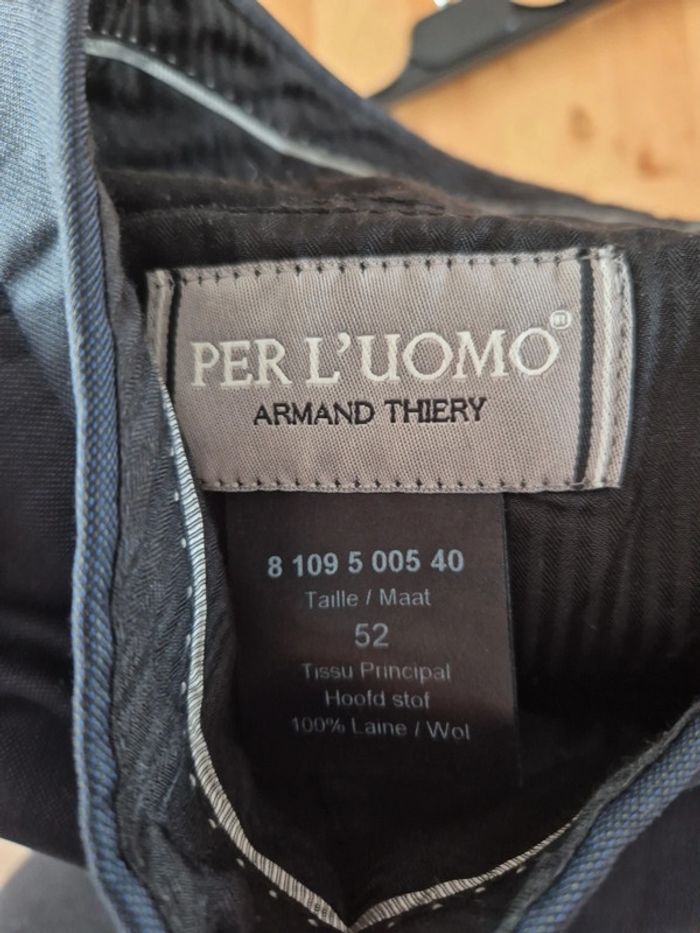 PER L'UOMO
ARMAND THIERY
8 109 5 005 40
Taille / Maat
52
Tissu Principal
Hoofd stof
100% Laine / Wol